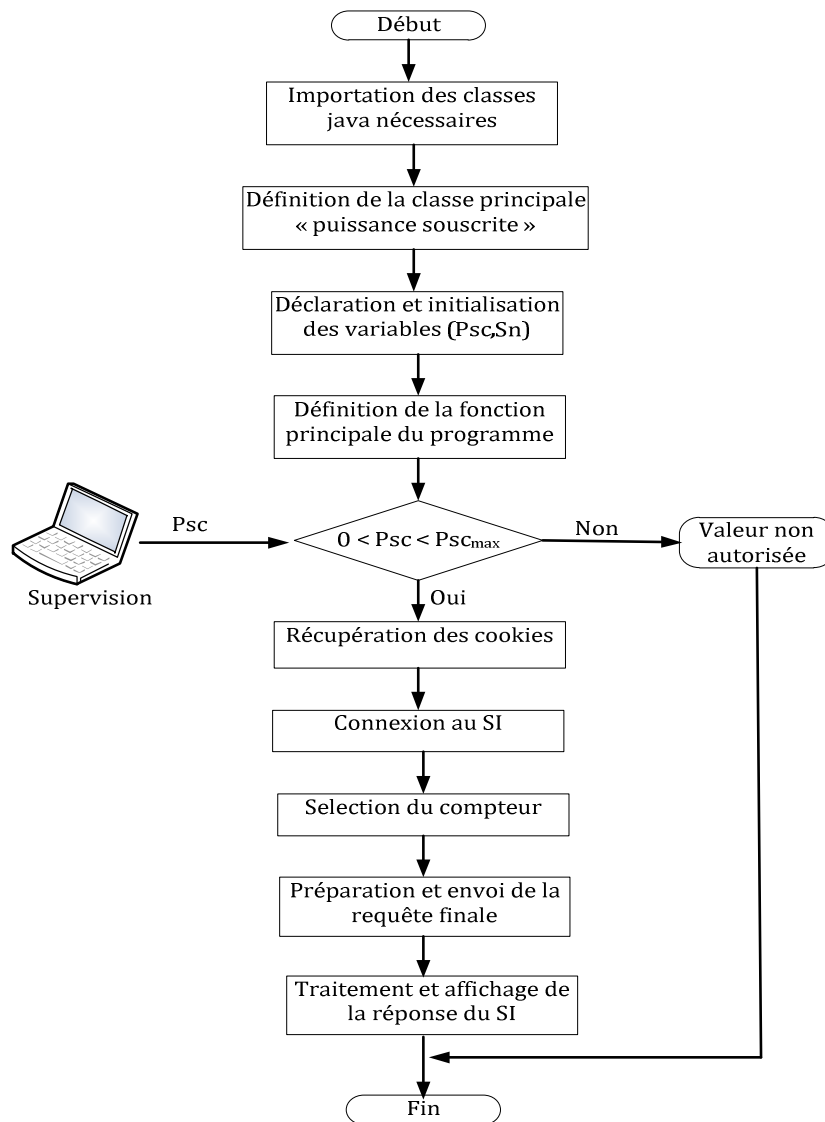 Début
Importation des classes
java nécessaires
Définition de la classe principale
« puissance souscrite »
Déclaration et initialisation
des variables (Psc,Sn)
Définition de la fonction
principale du programme
Psc
0 < Psc < Pscmax
Non
Valeur non
autorisée
Supervision
Oui
Récupération des cookies
Connexion au SI
Selection du compteur
Préparation et envoi de la
requête finale
Traitement et affichage de
la réponse du SI
Fin